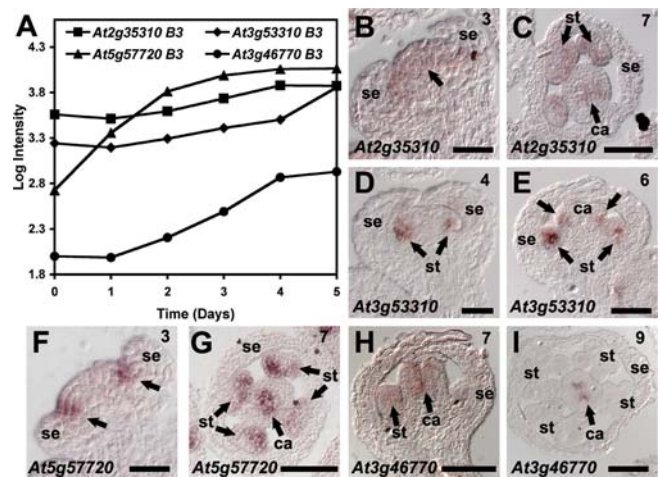 A
At2g35310 B3
At3g53310 B3
At5g57720 B3
At3g46770 B3
4.3
3.8
3.3
2.8
2.3
1.8
Log Intensity
0
1
2
3
4
5
Time (Days)
B
3
se
At2g35310
C
7
st
se
ca
At2g35310
D
4
se
se
st
At3g53310
E
6
ca
se
st
At3g53310
F
3
se
se
At5g57720
G
7
se
st
st
ca
st
At5g57720
H
7
se
st
ca
At3g46770
I
9
st
st
se
st
st
ca
At3g46770